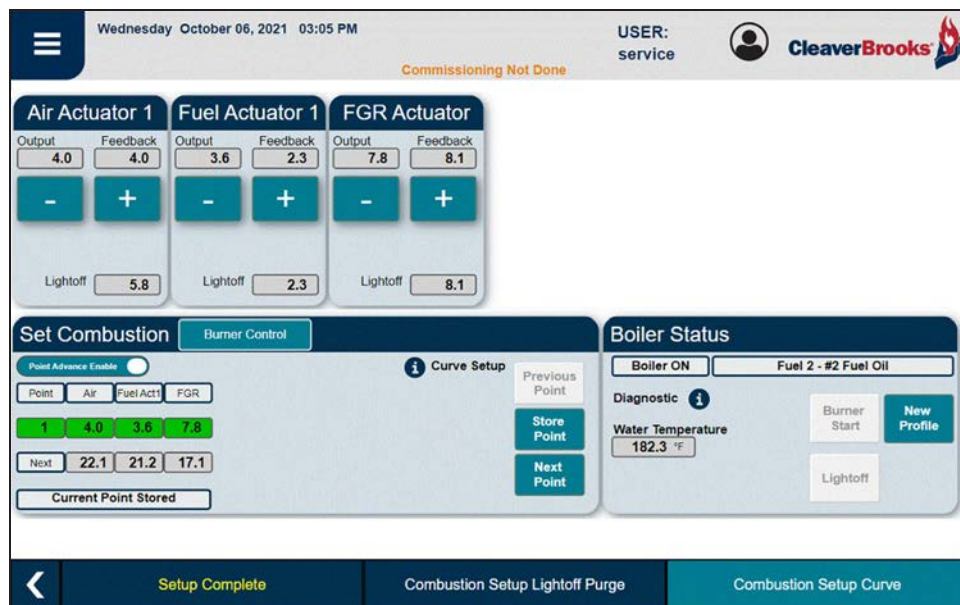 Wednesday October 06, 2021 03:05 PM
Commissioning Not Done
USER:
service
CleaverBrooks
Air Actuator 1
Output Feedback
4.0 4.0
- +
Lightoff 5.8
Fuel Actuator 1
Output Feedback
3.6 2.3
- +
Lightoff 2.3
FGR Actuator
Output Feedback
7.8 8.1
- +
Lightoff 8.1
Set Combustion Burner Control
Point Advance Enable
Point Air Fuel Act1 FGR
1 4.0 3.6 7.8
Next 22.1 21.2 17.1
Current Point Stored
i Curve Setup
Previous
Point
Store
Point
Next
Point
Boiler Status
Boiler ON Fuel 2 - #2 Fuel Oil
Diagnostic i
Water Temperature
182.3 °F
Burner
Start
New
Profile
Lightoff
Setup Complete
Combustion Setup Lightoff Purge
Combustion Setup Curve